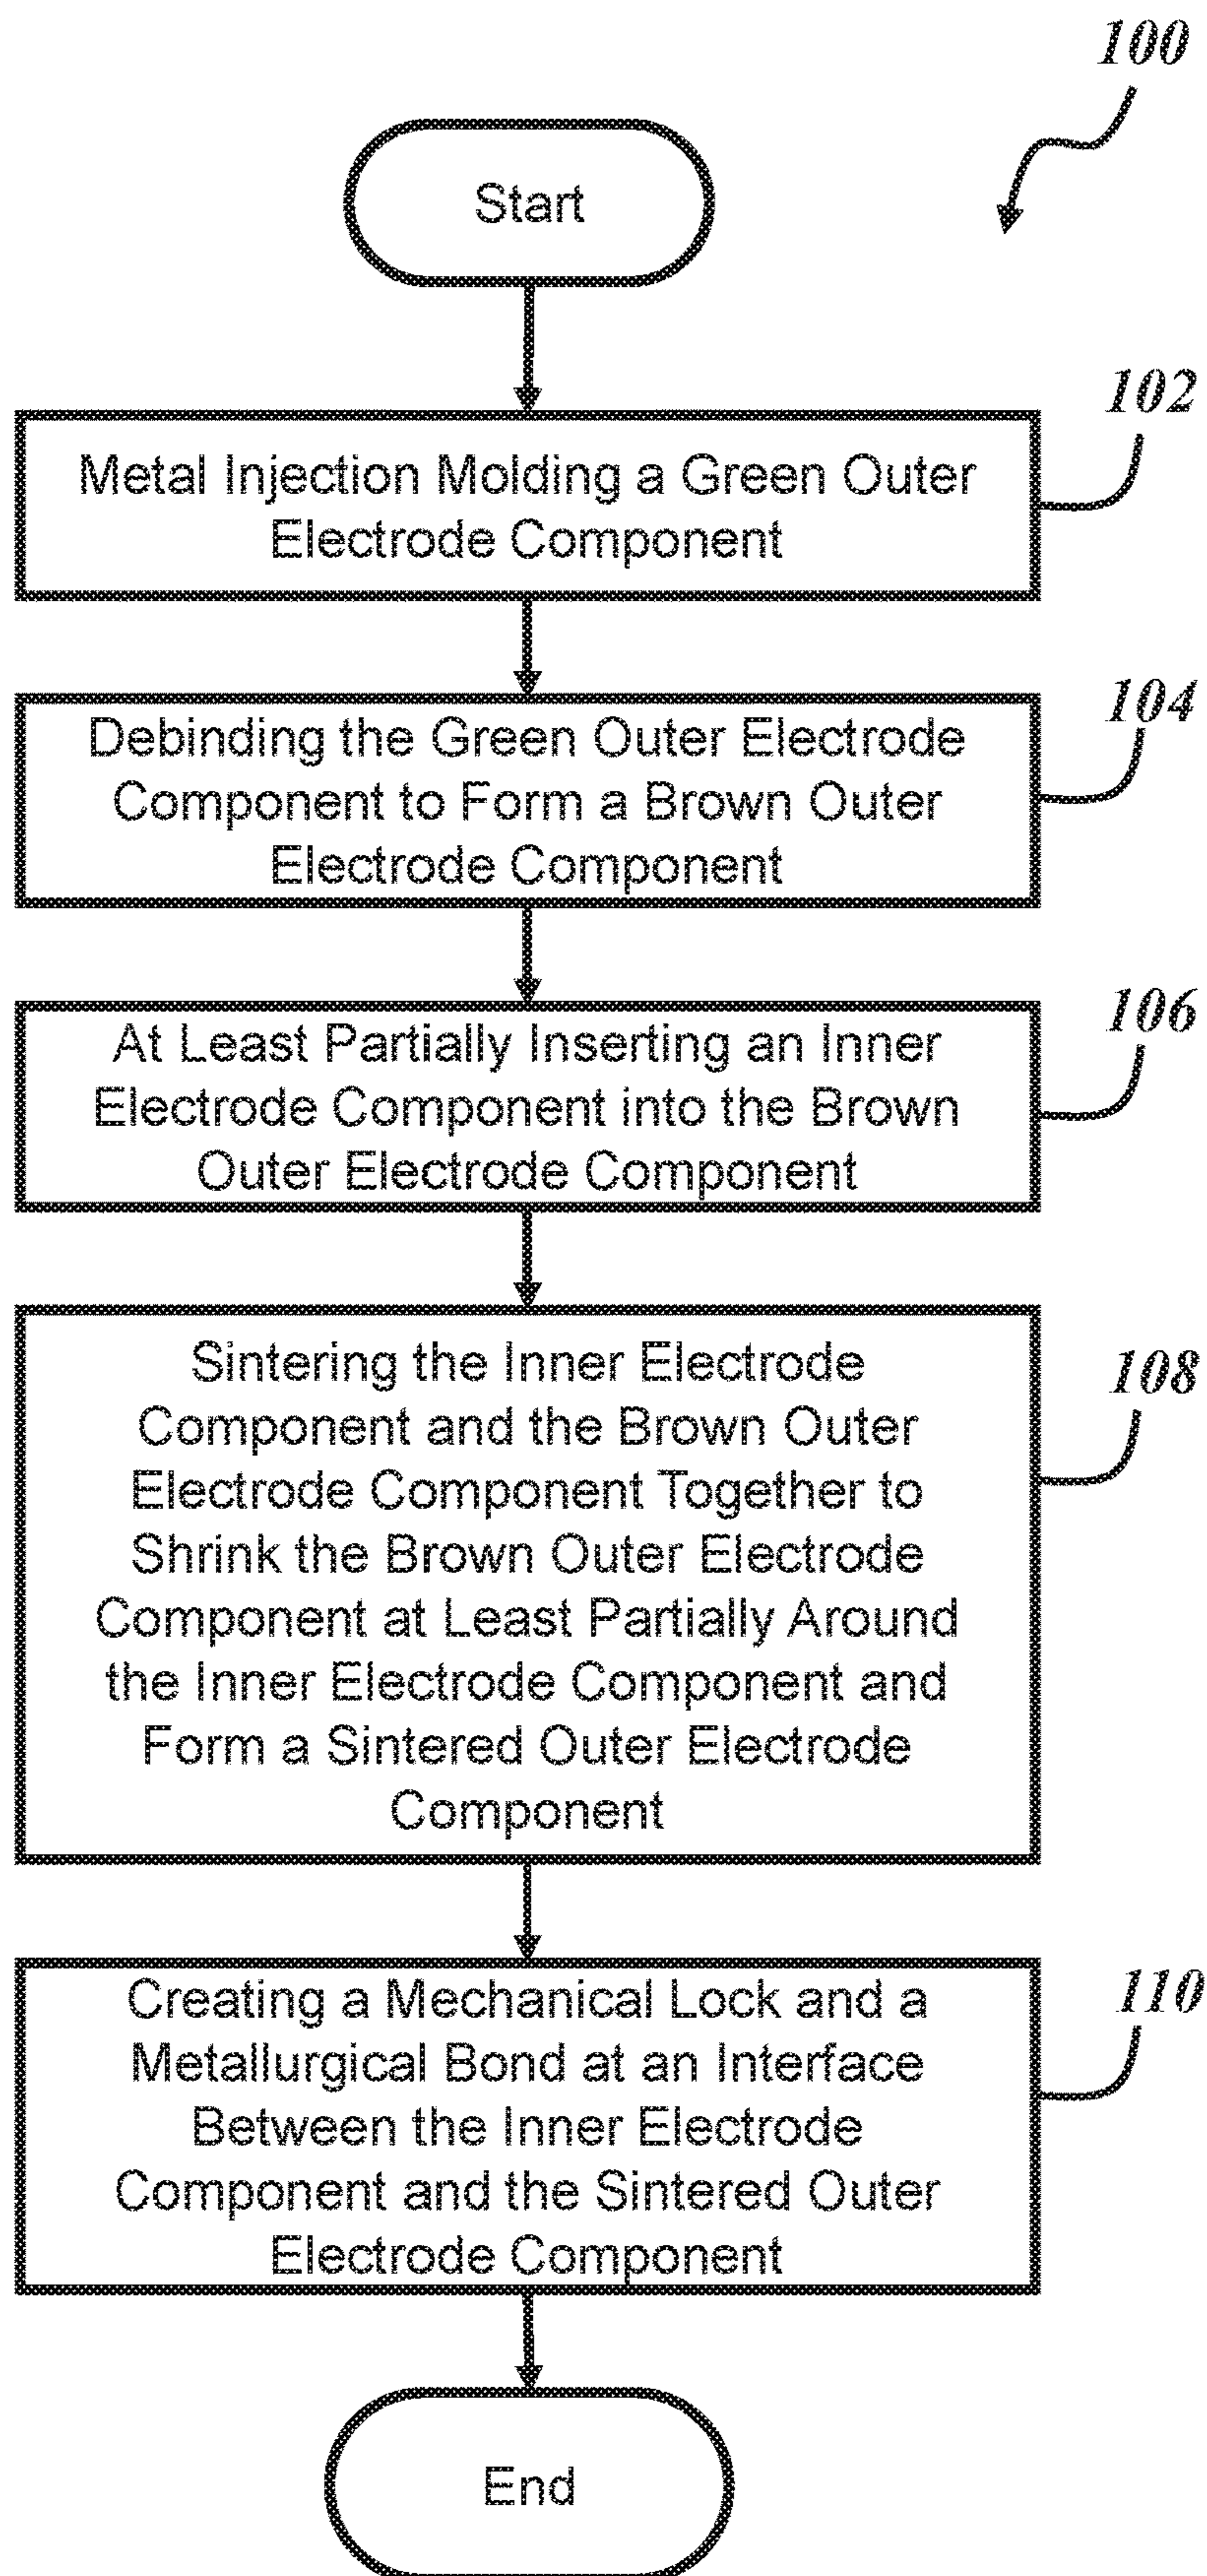 100
Start
102
Metal Injection Molding a Green Outer
Electrode Component
104
Debinding the Green Outer Electrode
Component to Form a Brown Outer
Electrode Component
106
At Least Partially Inserting an Inner
Electrode Component into the Brown
Outer Electrode Component
108
Sintering the Inner Electrode
Component and the Brown Outer
Electrode Component Together to
Shrink the Brown Outer Electrode
Component at Least Partially Around
the Inner Electrode Component and
Form a Sintered Outer Electrode
Component
110
Creating a Mechanical Lock and a
Metallurgical Bond at an Interface
Between the Inner Electrode
Component and the Sintered Outer
Electrode Component
End